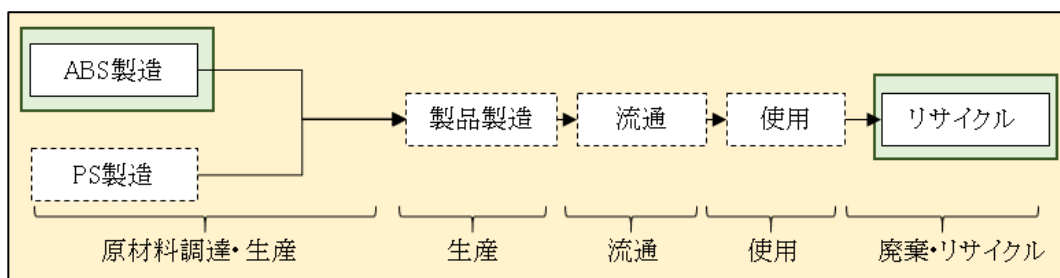 ABS製造
製品製造
流通
使用
リサイクル
PS製造
原材料調達・生産
生産
流通
使用
廃棄・リサイクル